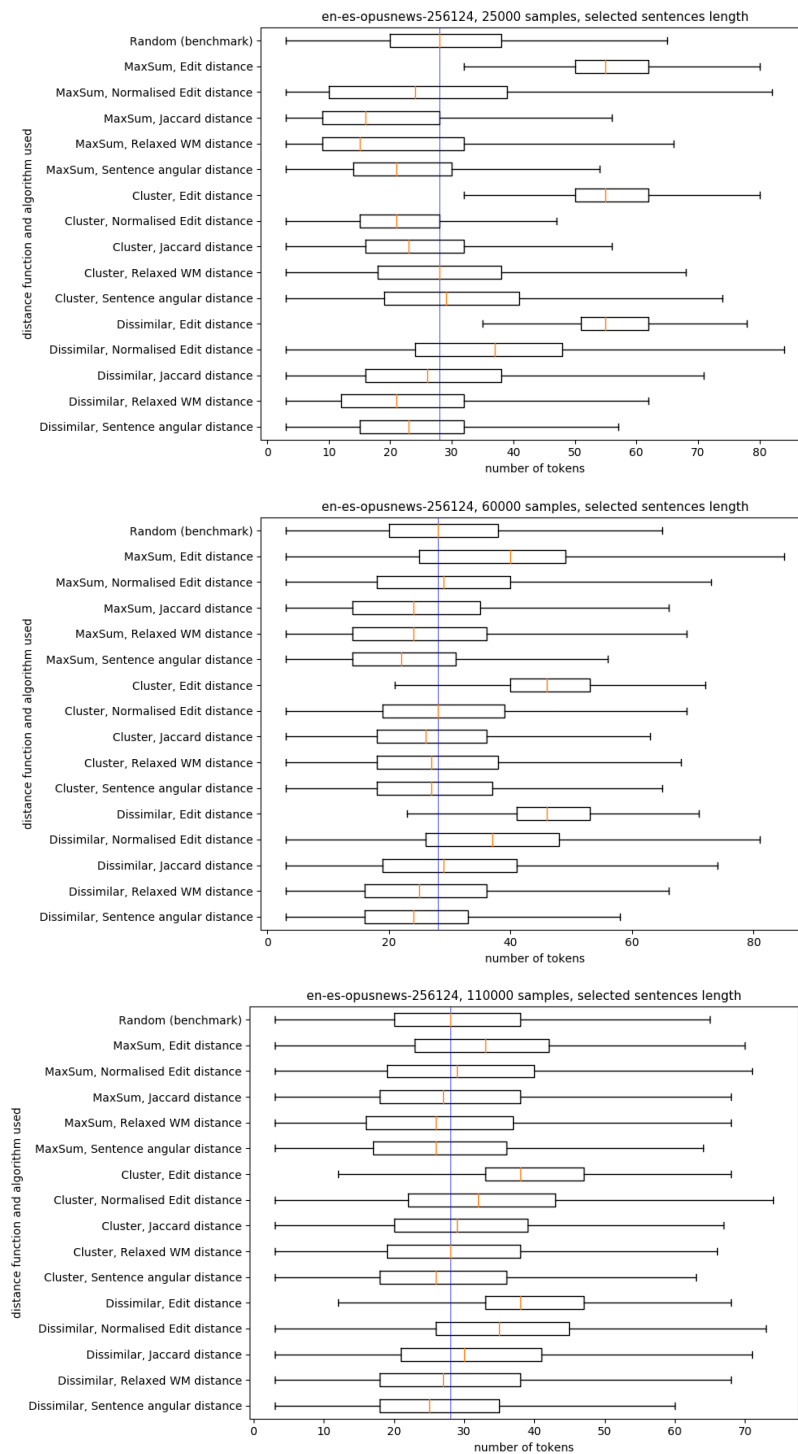 en-es-opusnews-256124, 25000 samples, selected sentences length
distance function and algorithm used
Random (benchmark)
MaxSum, Edit distance
MaxSum, Normalised Edit distance
MaxSum, Jaccard distance
MaxSum, Relaxed WM distance
MaxSum, Sentence angular distance
Cluster, Edit distance
Cluster, Normalised Edit distance
Cluster, Jaccard distance
Cluster, Relaxed WM distance
Cluster, Sentence angular distance
Dissimilar, Edit distance
Dissimilar, Normalised Edit distance
Dissimilar, Jaccard distance
Dissimilar, Relaxed WM distance
Dissimilar, Sentence angular distance
0 10 20 30 40 50 60 70 80
number of tokens
en-es-opusnews-256124, 60000 samples, selected sentences length
distance function and algorithm used
Random (benchmark)
MaxSum, Edit distance
MaxSum, Normalised Edit distance
MaxSum, Jaccard distance
MaxSum, Relaxed WM distance
MaxSum, Sentence angular distance
Cluster, Edit distance
Cluster, Normalised Edit distance
Cluster, Jaccard distance
Cluster, Relaxed WM distance
Cluster, Sentence angular distance
Dissimilar, Edit distance
Dissimilar, Normalised Edit distance
Dissimilar, Jaccard distance
Dissimilar, Relaxed WM distance
Dissimilar, Sentence angular distance
0 20 40 60 80
number of tokens
en-es-opusnews-256124, 110000 samples, selected sentences length
distance function and algorithm used
Random (benchmark)
MaxSum, Edit distance
MaxSum, Normalised Edit distance
MaxSum, Jaccard distance
MaxSum, Relaxed WM distance
MaxSum, Sentence angular distance
Cluster, Edit distance
Cluster, Normalised Edit distance
Cluster, Jaccard distance
Cluster, Relaxed WM distance
Cluster, Sentence angular distance
Dissimilar, Edit distance
Dissimilar, Normalised Edit distance
Dissimilar, Jaccard distance
Dissimilar, Relaxed WM distance
Dissimilar, Sentence angular distance
0 10 20 30 40 50 60 70
number of tokens